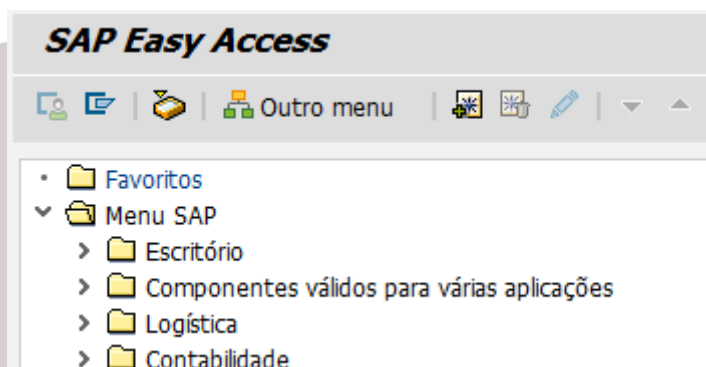 SAP Easy Access
Outro menu
Favoritos
Menu SAP
Escritório
Componentes válidos para várias aplicações
Logística
Contabilidade